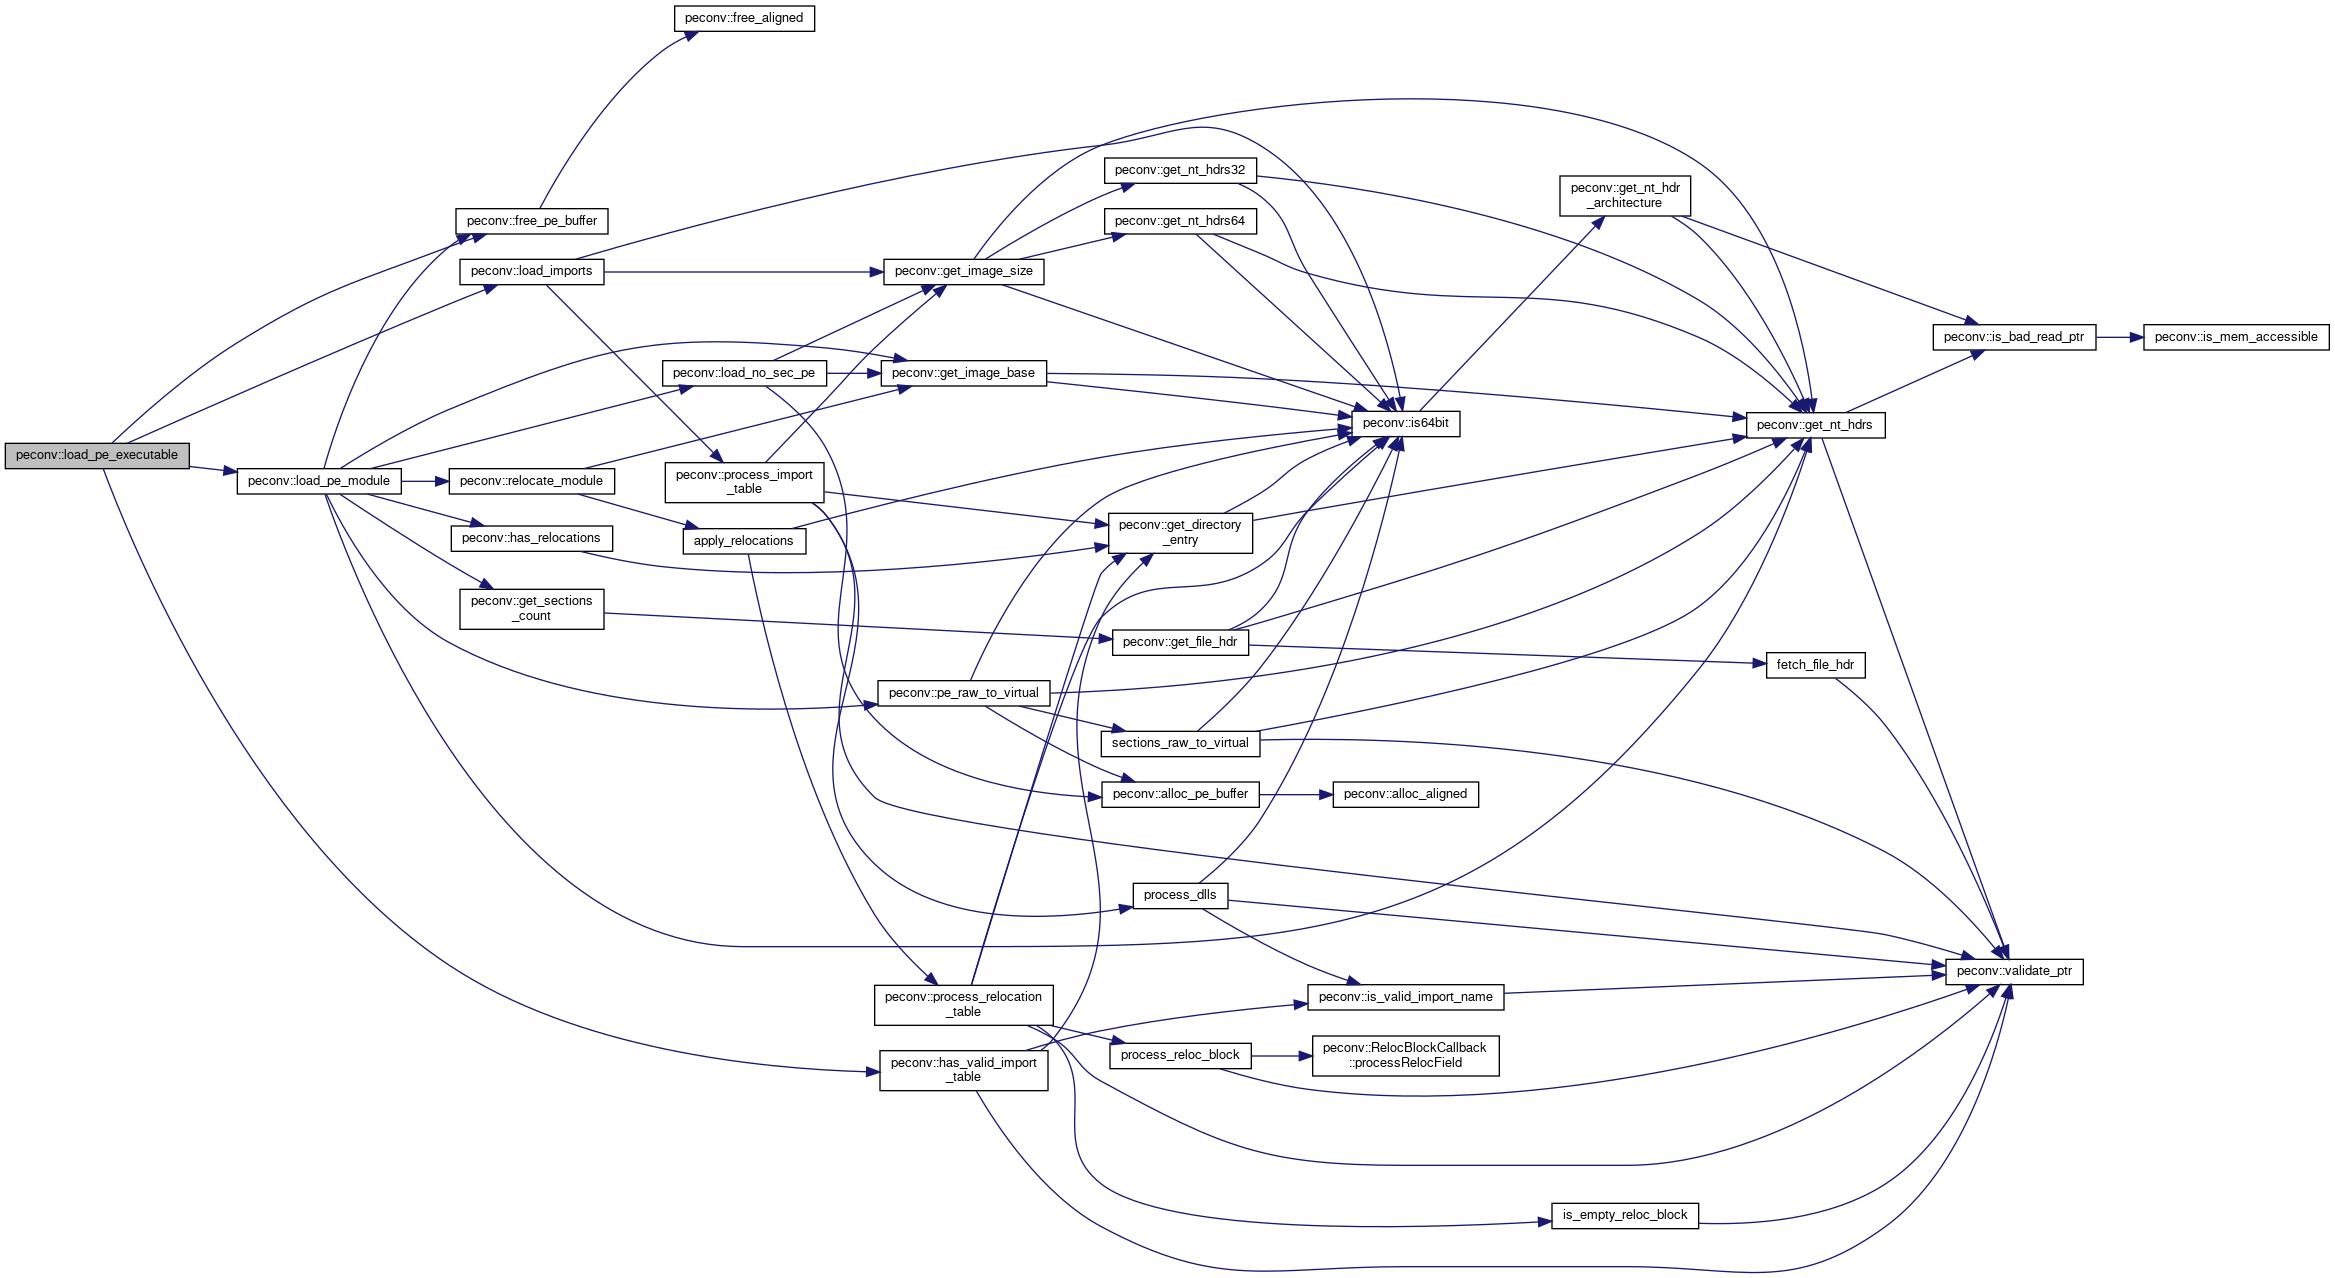 peconv::free_aligned
peconv::get_nt_hdrs32
peconv::get_nt_hdr
_architecture
peconv::free_pe_buffer
peconv::get_nt_hdrs64
peconv::load_imports
peconv::get_image_size
peconv::is_bad_read_ptr
peconv::is_mem_accessible
peconv::load_no_sec_pe
peconv::get_image_base
peconv::is64bit
peconv::get_nt_hdrs
peconv::load_pe_executable
peconv::load_pe_module
peconv::relocate_module
peconv::process_import
_table
peconv::get_directory
_entry
peconv::has_relocations
apply_relocations
peconv::get_sections
_count
peconv::get_file_hdr
fetch_file_hdr
peconv::pe_raw_to_virtual
sections_raw_to_virtual
peconv::alloc_pe_buffer
peconv::alloc_aligned
process_dlls
peconv::validate_ptr
peconv::process_relocation
_table
peconv::is_valid_import_name
process_reloc_block
peconv::RelocBlockCallback
::processRelocField
peconv::has_valid_import
_table
is_empty_reloc_block